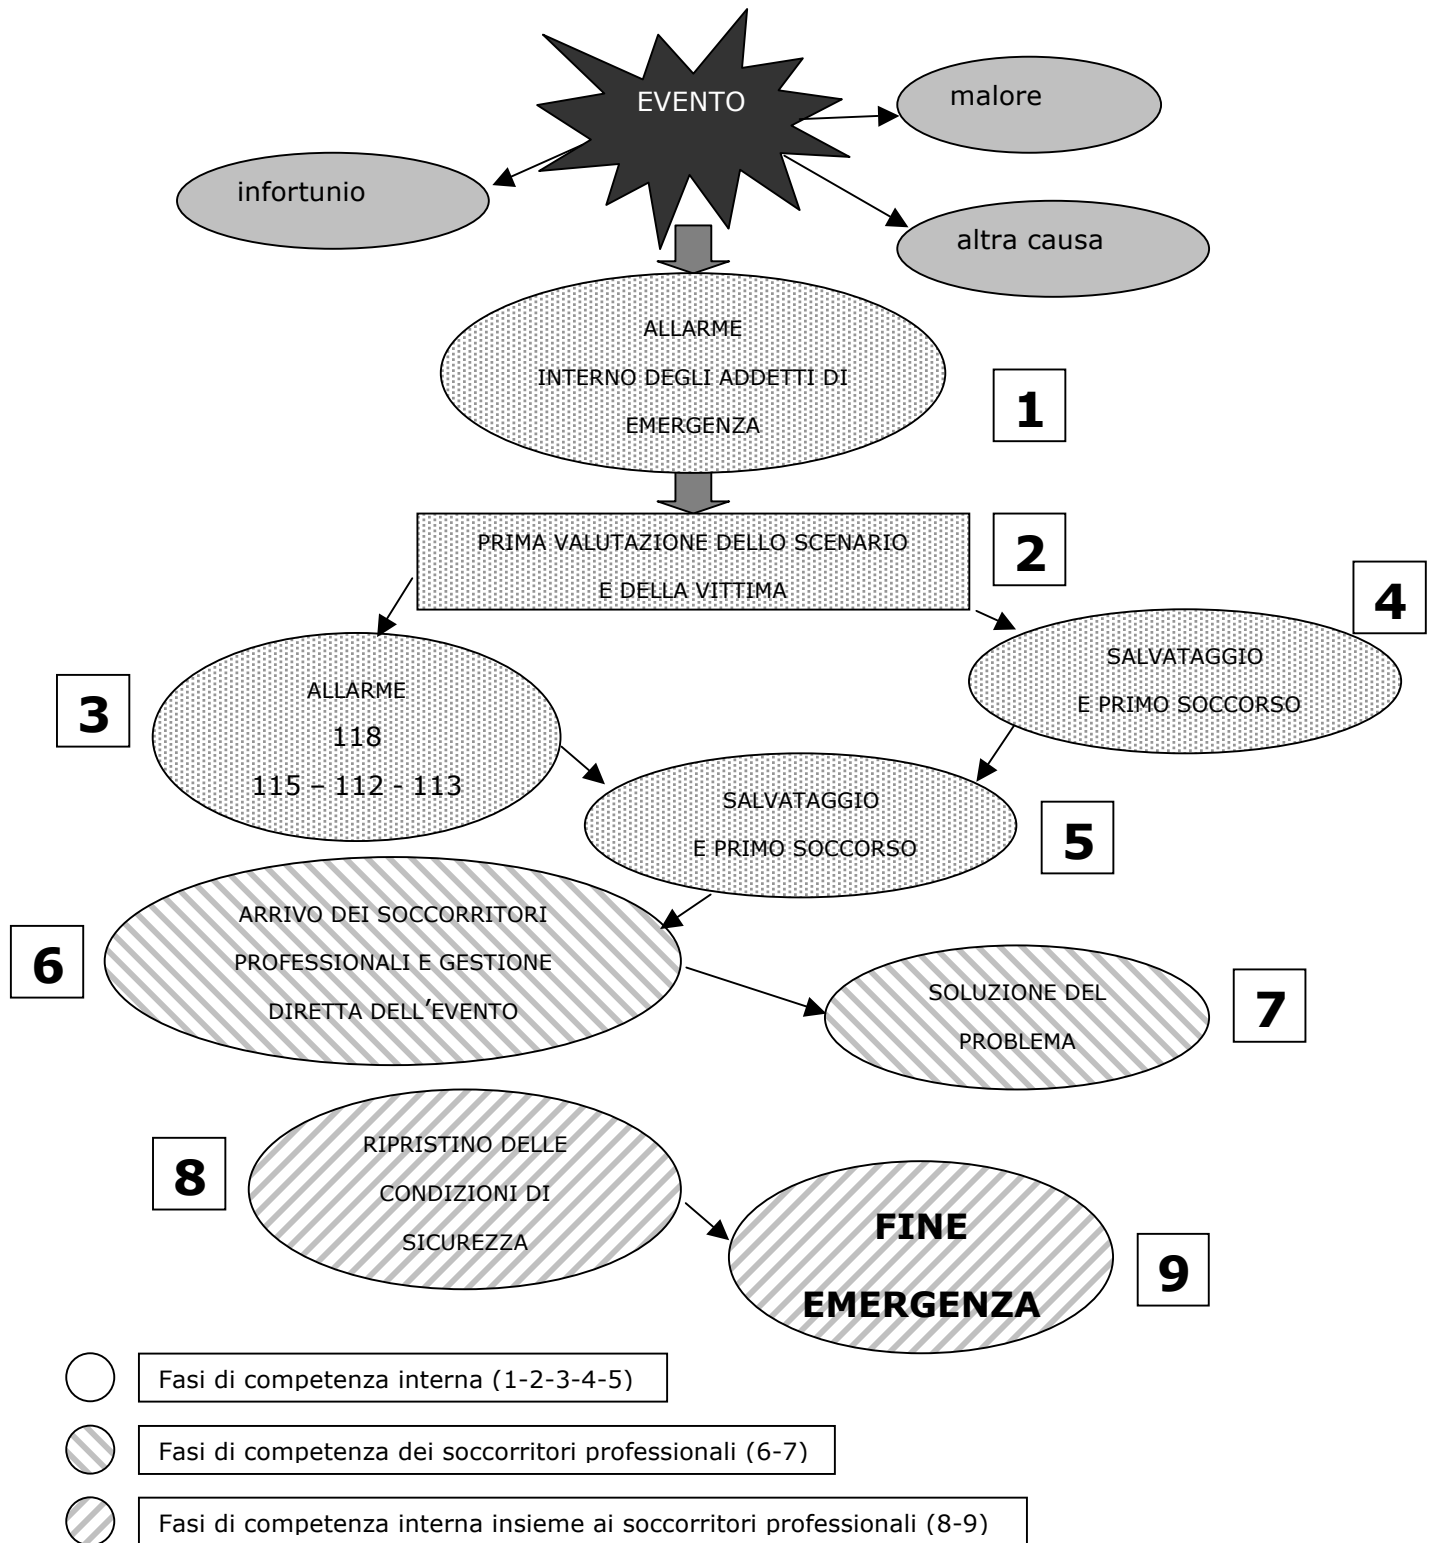 EVENTO
malore
infortunio
altra causa
ALLARME
INTERNO DEGLI ADDETTI DI
EMERGENZA
1
PRIMA VALUTAZIONE DELLO SCENARIO
E DELLA VITTIMA
2
4
SALVATAGGIO
E PRIMO SOCCORSO
3
ALLARME
118
115 – 112 - 113
SALVATAGGIO
E PRIMO SOCCORSO
5
6
ARRIVO DEI SOCCORRITORI
PROFESSIONALI E GESTIONE
DIRETTA DELL’EVENTO
SOLUZIONE DEL
PROBLEMA
7
8
RIPRISTINO DELLE
CONDIZIONI DI
SICUREZZA
FINE
EMERGENZA
9
Fasi di competenza interna (1-2-3-4-5)
Fasi di competenza dei soccorritori professionali (6-7)
Fasi di competenza interna insieme ai soccorritori professionali (8-9)